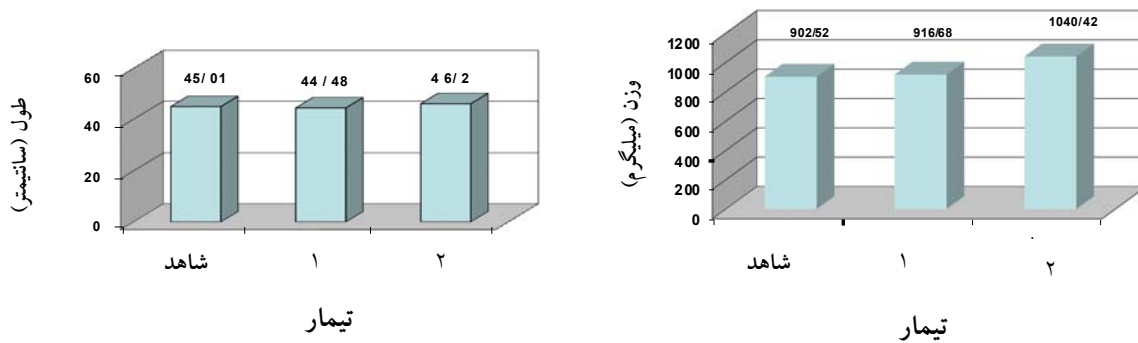 طول (سانتیمتر)
60
40
20
0
45/ 01
44 / 48
4 6/ 2
شاهد
۱
۲
تیمار
وزن (میلیگرم)
1200
1000
800
600
400
200
0
902/52
916/68
1040/42
شاهد
۱
۲
تیمار